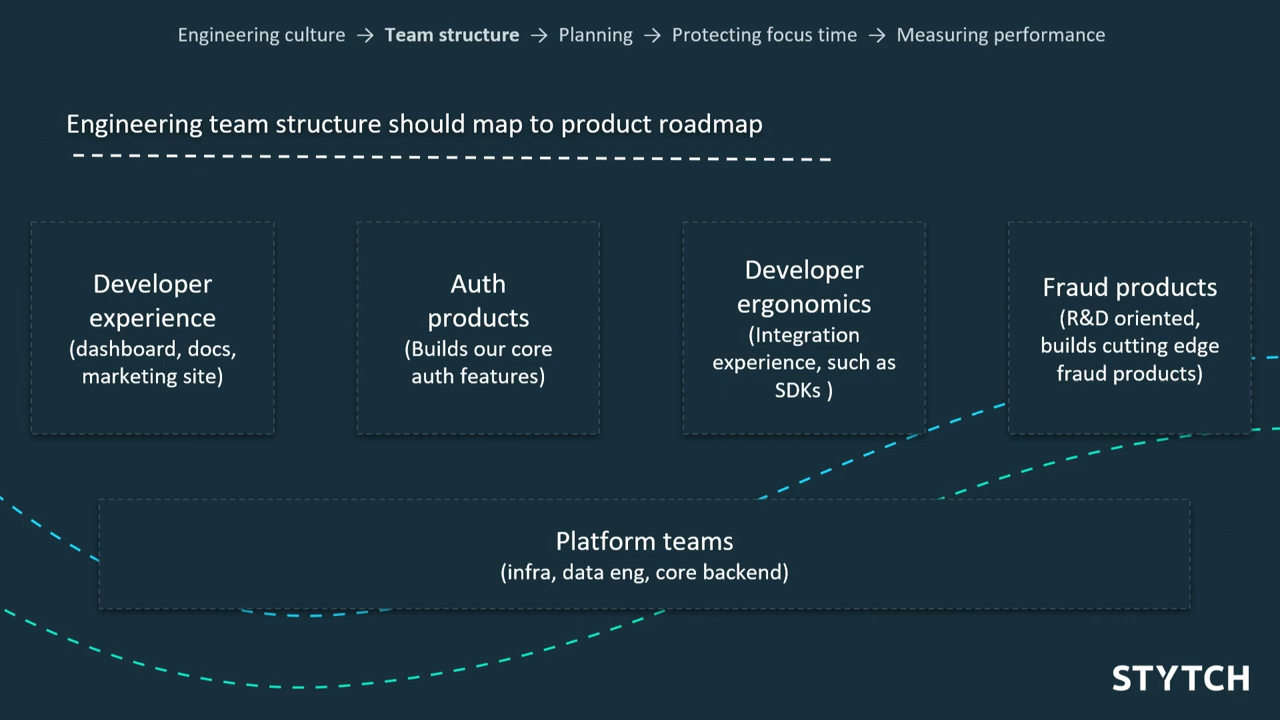 Engineering culture → Team structure → Planning → Protecting focus time → Measuring performance
Engineering team structure should map to product roadmap
Developer
experience
(dashboard, docs,
marketing site)
Auth
products
(Builds our core
auth features)
Developer
ergonomics
(Integration
experience, such as
SDKs )
Fraud products
(R&D oriented,
builds cutting edge
fraud products)
Platform teams
(infra, data eng, core backend)
STYTCH